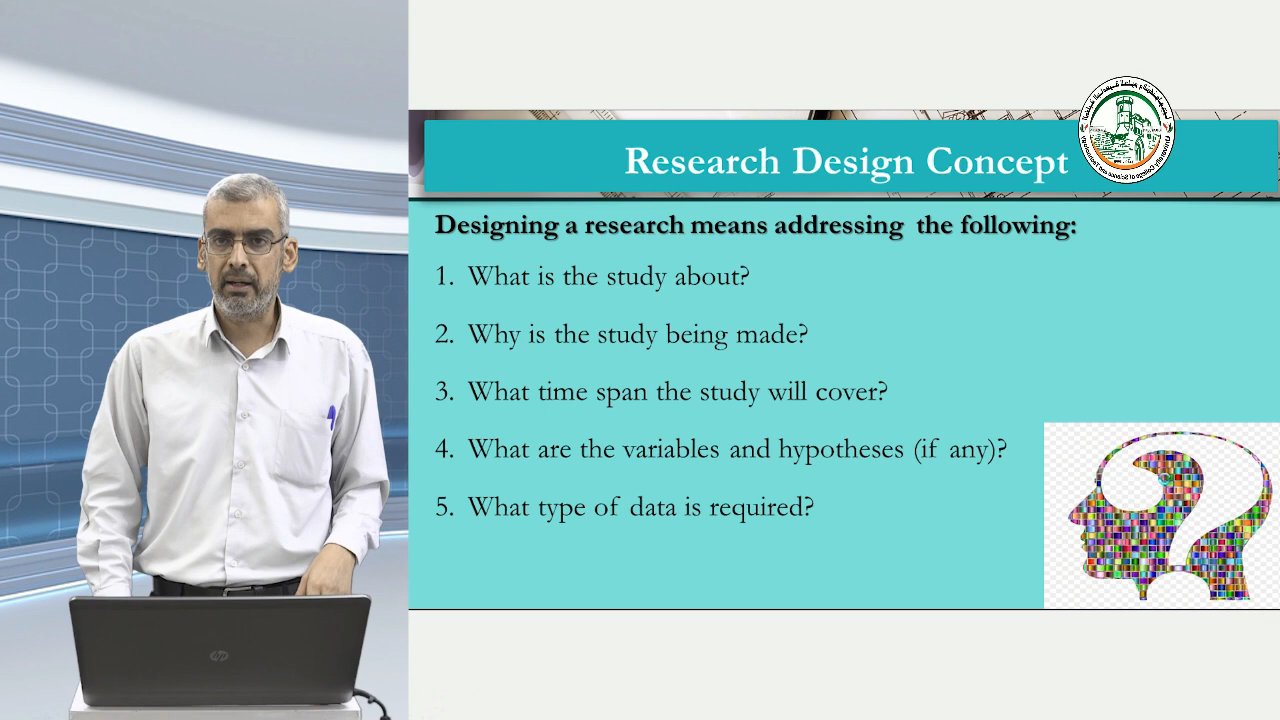 Research Design Concept
Designing a research means addressing the following:
1. What is the study about?
2. Why is the study being made?
3. What time span the study will cover?
4. What are the variables and hypotheses (if any)?
5. What type of data is required?
hp